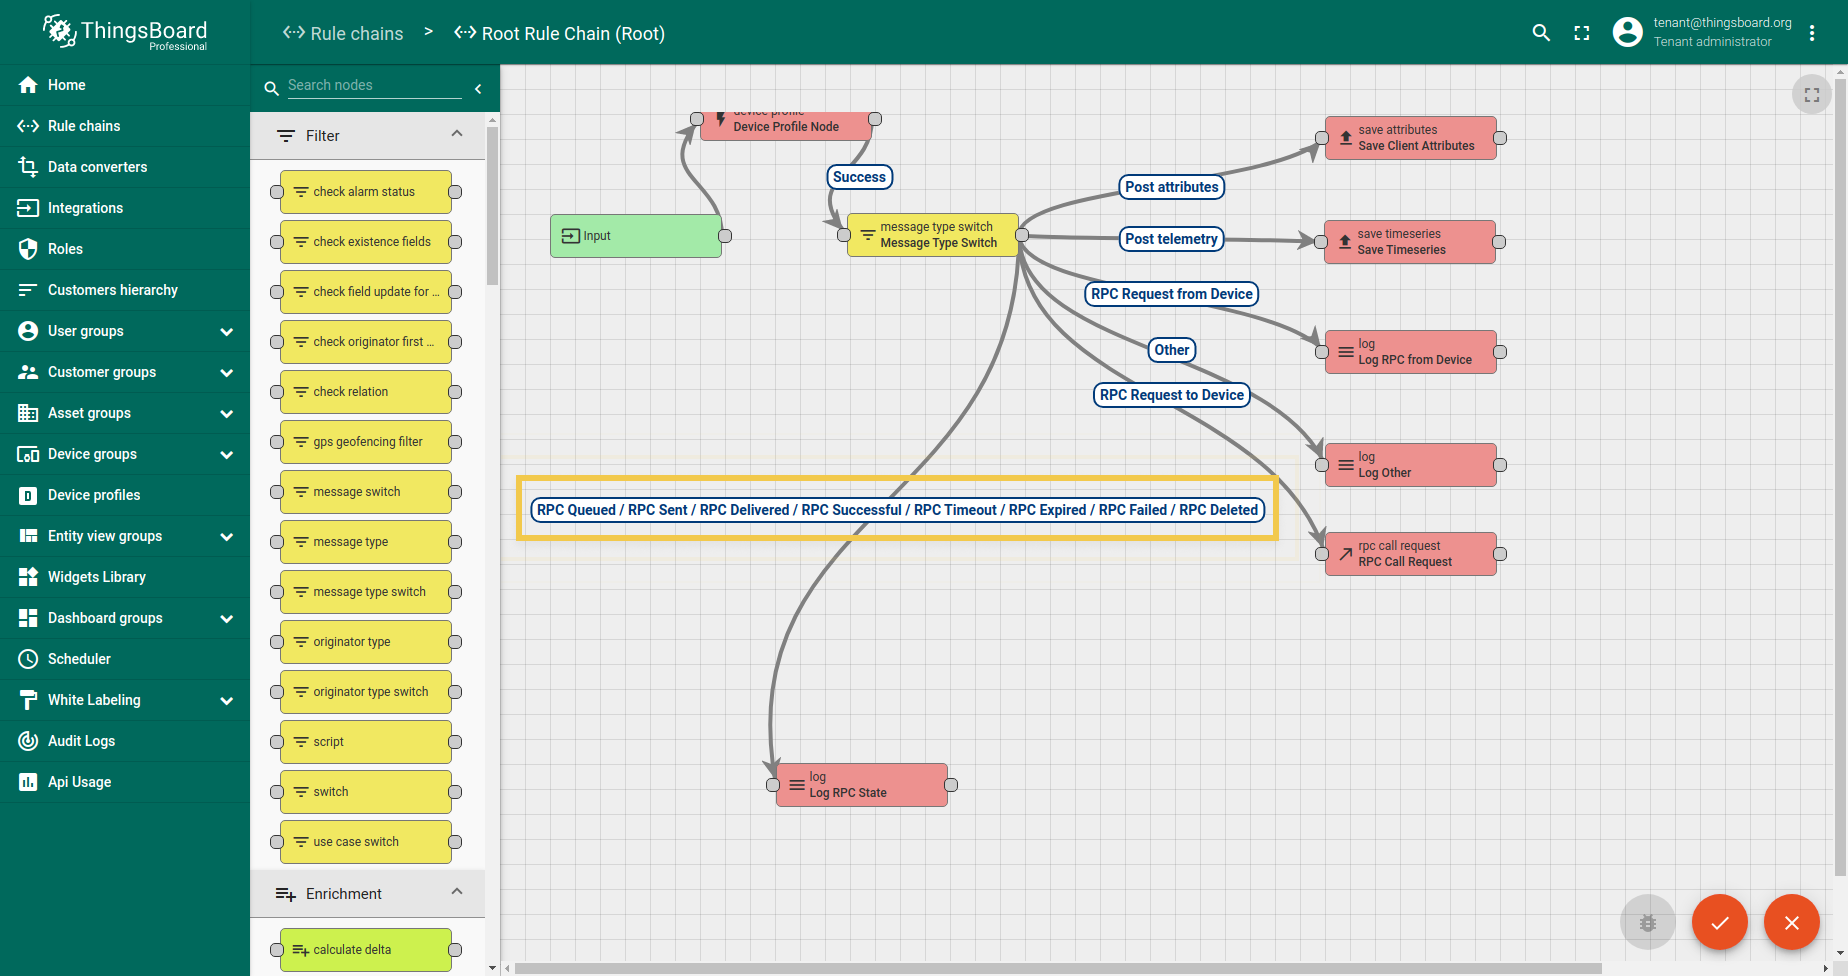 ThingsBoard
Professional
Rule chains > Root Rule Chain (Root)
tenant@thingsboard.org
Tenant administrator
Home
Rule chains
Data converters
Integrations
Roles
Customers hierarchy
User groups
Customer groups
Asset groups
Device groups
Device profiles
Entity view groups
Widgets Library
Dashboard groups
Scheduler
White Labeling
Audit Logs
Api Usage
Search nodes
Filter
check alarm status
check existence fields
check field update for ...
check originator first ...
check relation
gps geofencing filter
message switch
message type
message type switch
originator type
originator type switch
script
switch
use case switch
Enrichment
calculate delta
device profile
Device Profile Node
Success
Input
message type switch
Message Type Switch
Post attributes
Post telemetry
RPC Request from Device
Other
RPC Request to Device
RPC Queued / RPC Sent / RPC Delivered / RPC Successful / RPC Timeout / RPC Expired / RPC Failed / RPC Deleted
save attributes
Save Client Attributes
save timeseries
Save Timeseries
log
Log RPC from Device
log
Log Other
rpc call request
RPC Call Request
log
Log RPC State